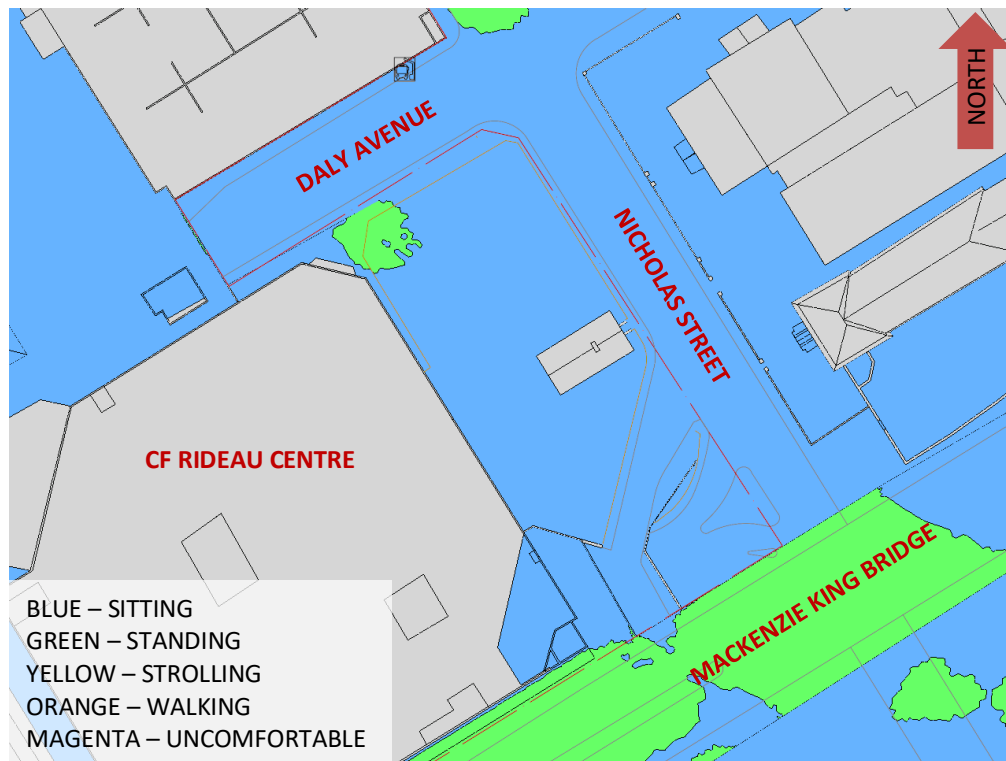 NORTH
DALY AVENUE
NICHOLAS STREET
CF RIDEAU CENTRE
MACKENZIE KING BRIDGE
BLUE – SITTING
GREEN – STANDING
YELLOW – STROLLING
ORANGE – WALKING
MAGENTA – UNCOMFORTABLE